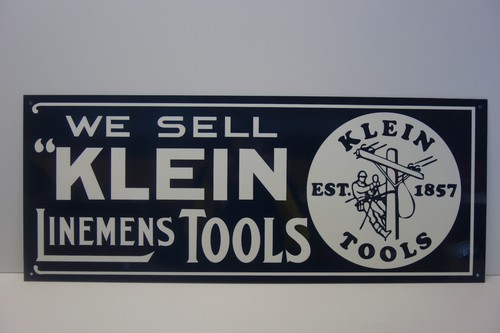 WE SELL
"KLEIN
LINEMENS TOOLS
KLEIN
EST. 1857
TOOLS